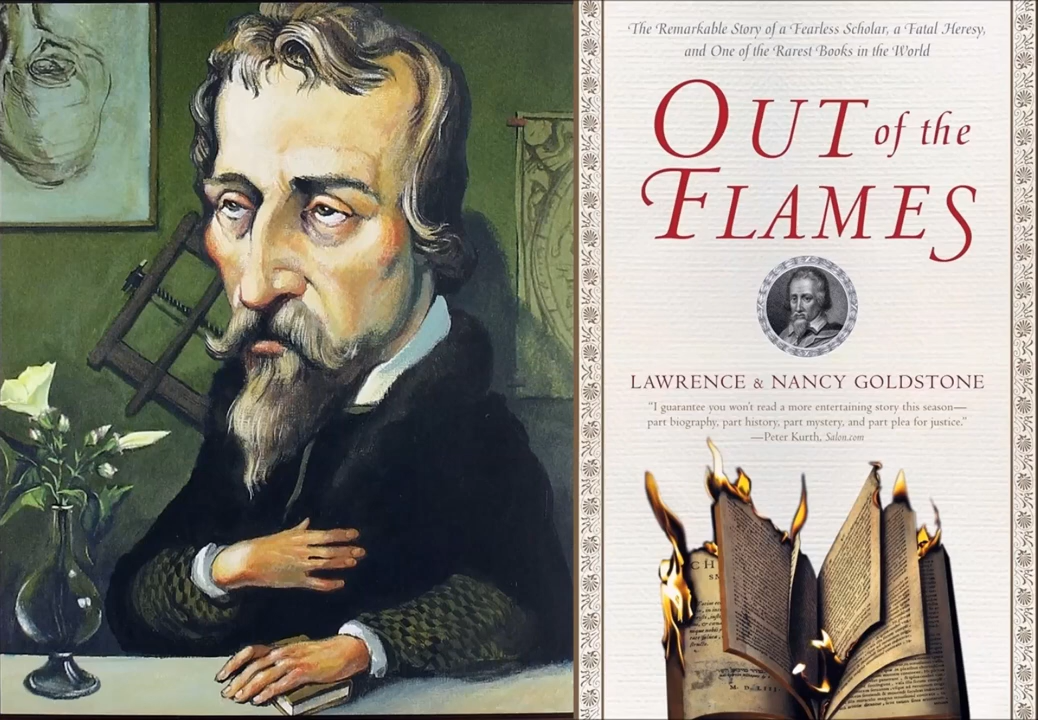 The Remarkable Story of a Fearless Scholar, a Fatal Heresy,
and One of the Rarest Books in the World
OUT of the
FLAMES
LAWRENCE & NANCY GOLDSTONE
“I guarantee you won't read a more entertaining story this season—
part biography, part history, part mystery, and part plea for justice.”
—Peter Kurth, Salon.com